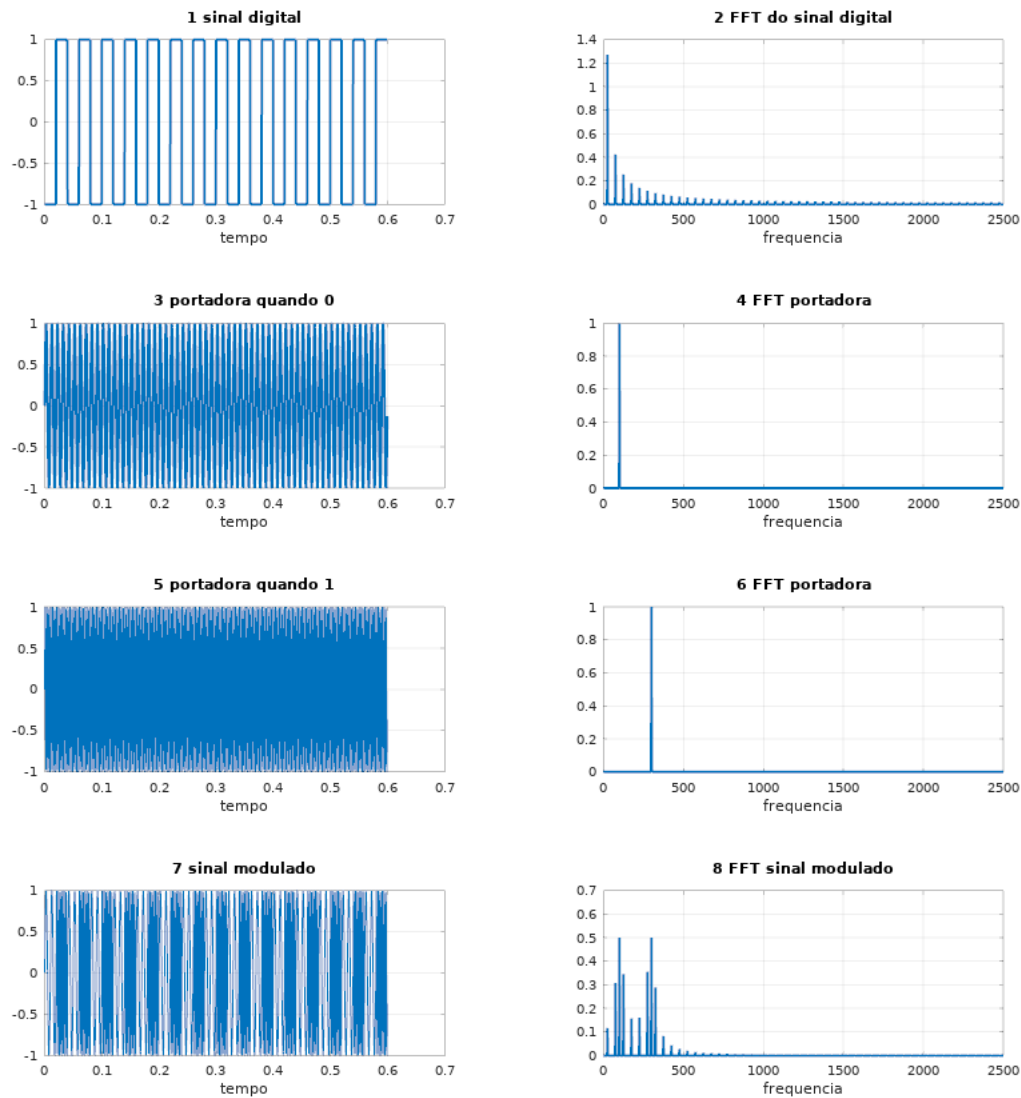 1 sinal digital
1
0.5
0
-0.5
-1
0 0.1 0.2 0.3 0.4 0.5 0.6 0.7
tempo
2 FFT do sinal digital
1.4
1.2
1
0.8
0.6
0.4
0.2
0
0 500 1000 1500 2000 2500
frequencia
3 portadora quando 0
1
0.5
0
-0.5
-1
0 0.1 0.2 0.3 0.4 0.5 0.6 0.7
tempo
4 FFT portadora
1
0.8
0.6
0.4
0.2
0
0 500 1000 1500 2000 2500
frequencia
5 portadora quando 1
1
0.5
0
-0.5
-1
0 0.1 0.2 0.3 0.4 0.5 0.6 0.7
tempo
6 FFT portadora
1
0.8
0.6
0.4
0.2
0
0 500 1000 1500 2000 2500
frequencia
7 sinal modulado
1
0.5
0
-0.5
-1
0 0.1 0.2 0.3 0.4 0.5 0.6 0.7
tempo
8 FFT sinal modulado
0.7
0.6
0.5
0.4
0.3
0.2
0.1
0
0 500 1000 1500 2000 2500
frequencia